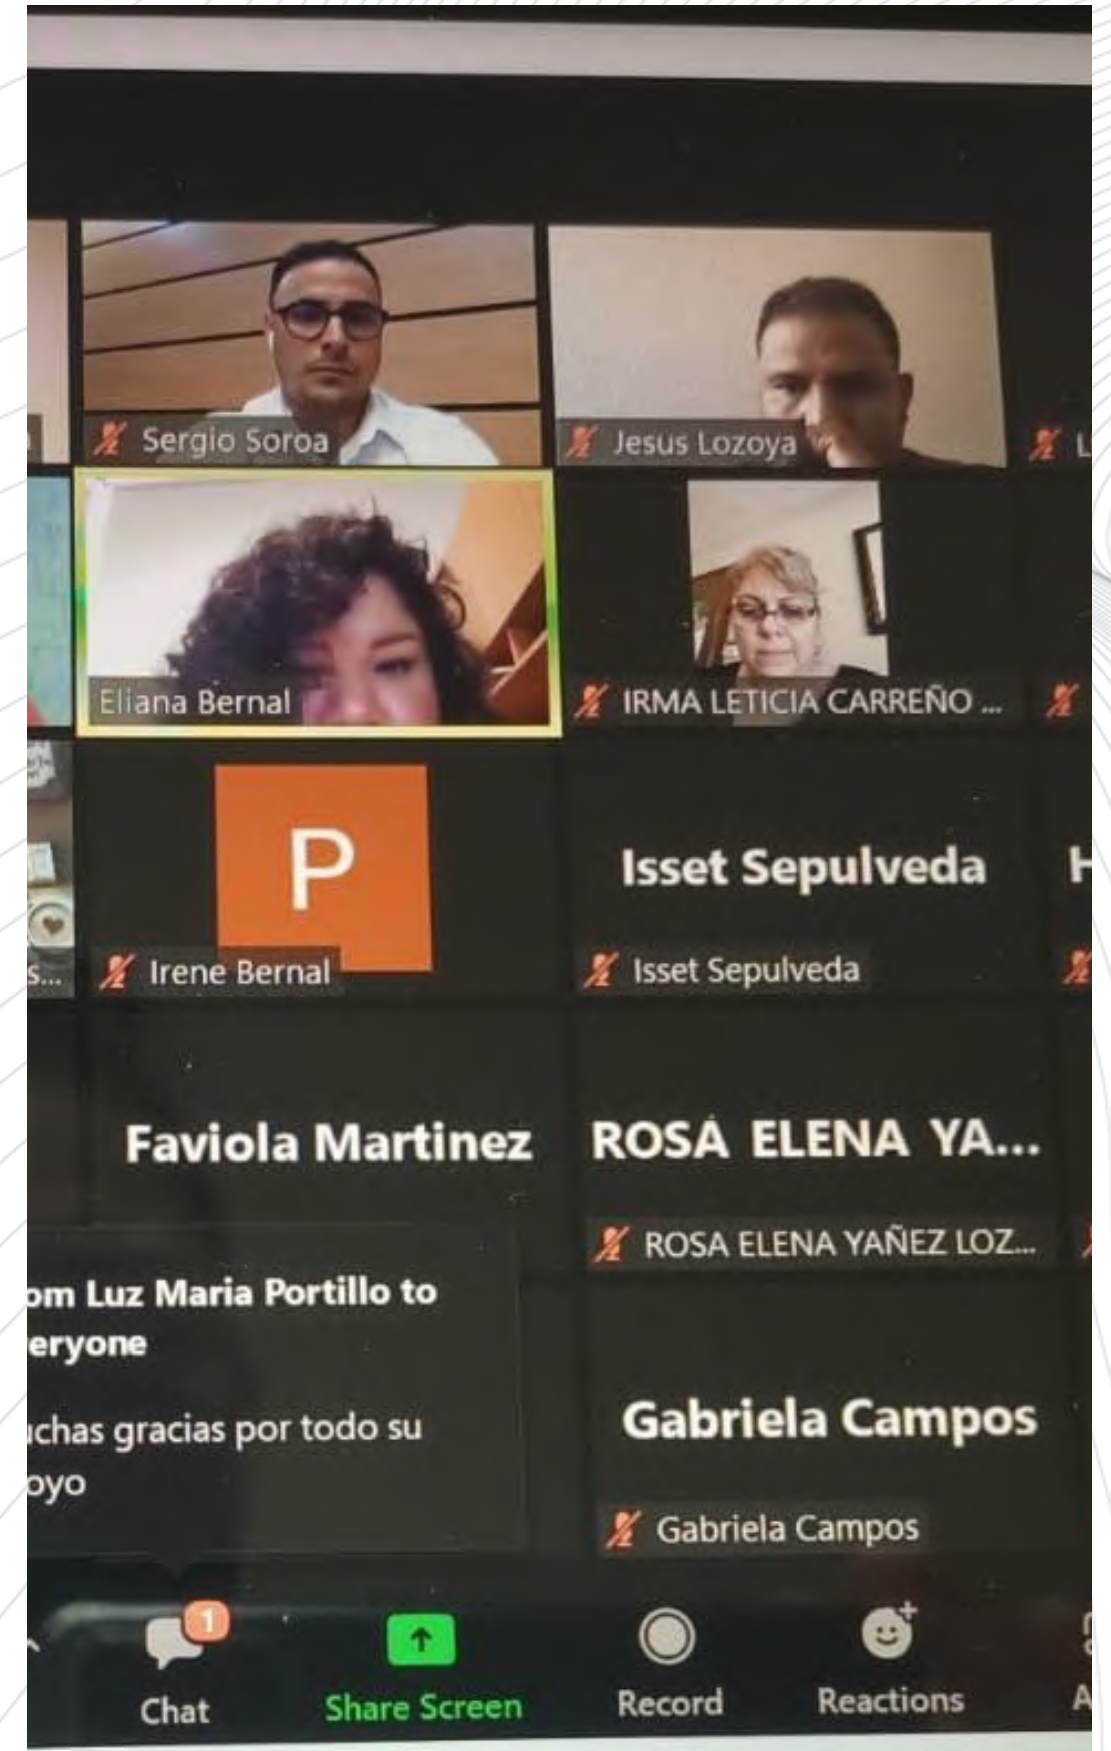 Sergio Soroa
Jesus Lozoya
L
Eliana Bernal
IRMA LETICIA CARREÑO ...
P
Irene Bernal
Isset Sepulveda
H
s...
Isset Sepulveda
Faviola Martinez
ROSA ELENA YA...
ROSA ELENA YAÑEZ LOZ...
om Luz Maria Portillo to
eryone
uchas gracias por todo su
oyo
Gabriela Campos
Gabriela Campos
1
Chat
Share Screen
Record
Reactions
A